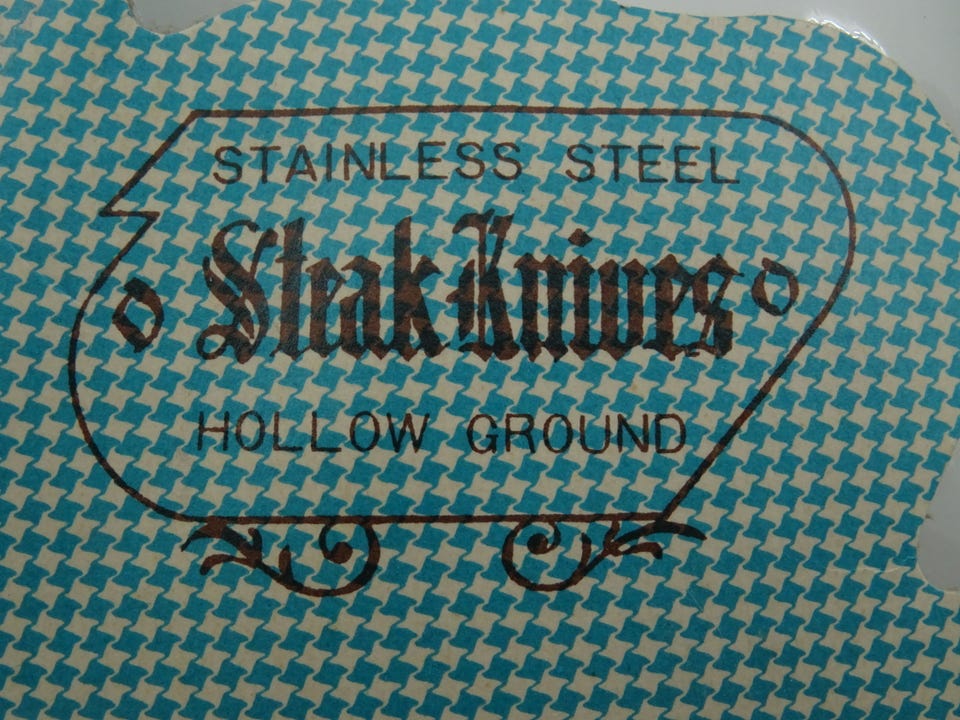 STAINLESS STEEL
Steak Knives
HOLLOW GROUND